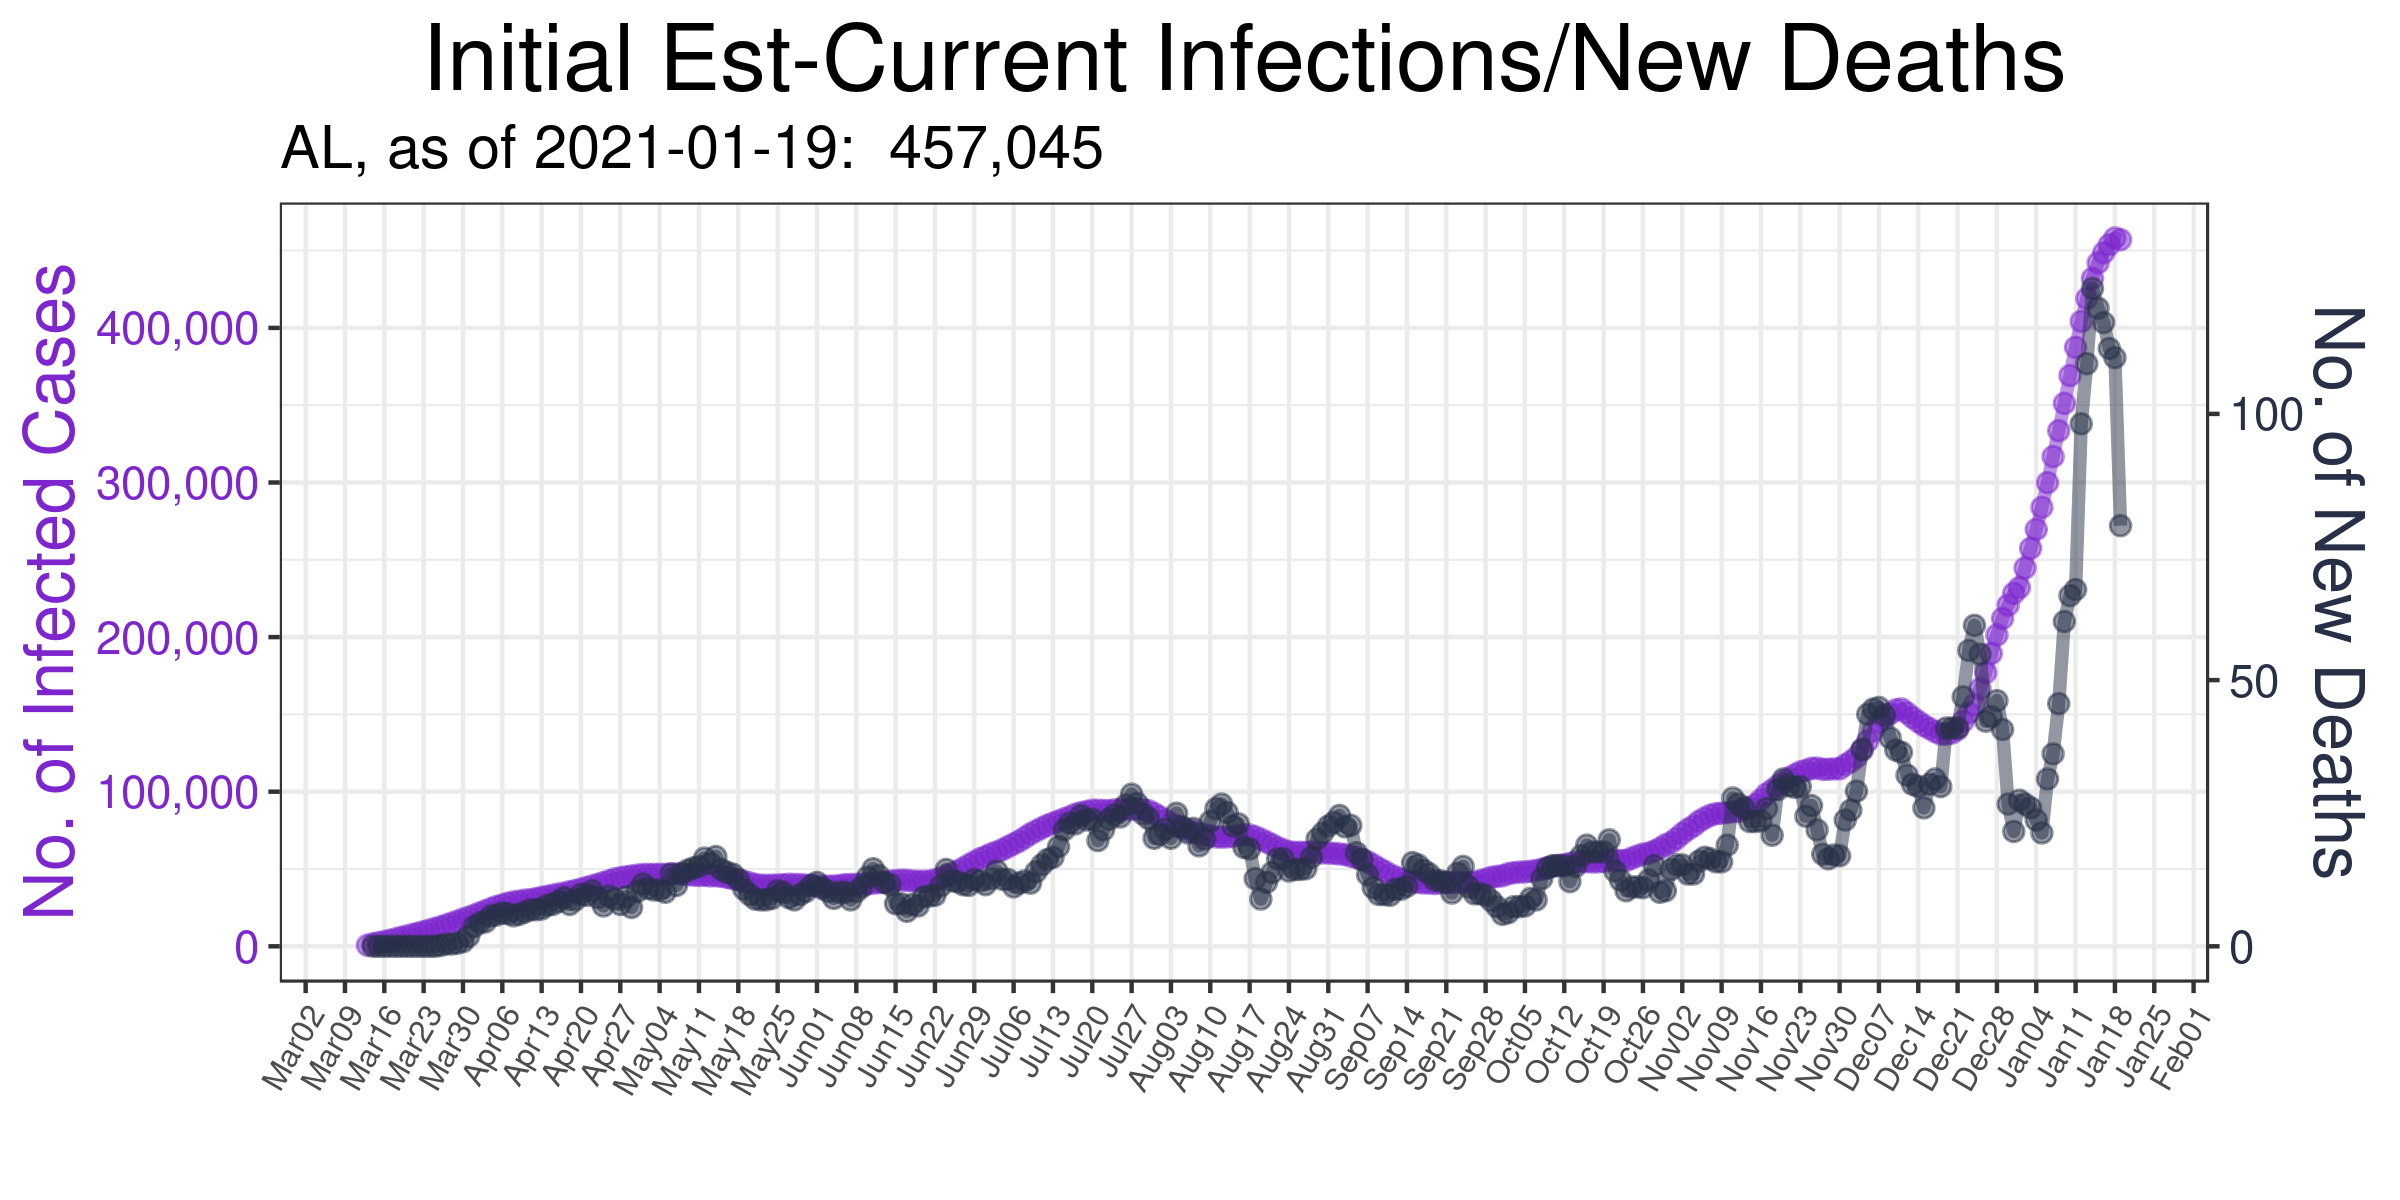 Initial Est-Current Infections/New Deaths
AL, as of 2021-01-19:  457,045
No. of Infected Cases
400,000
300,000
200,000
100,000
0
No. of New Deaths
100
50
0
Mar02
Mar09
Mar16
Mar23
Mar30
Apr06
Apr13
Apr20
Apr27
May04
May11
May18
May25
Jun01
Jun08
Jun15
Jun22
Jun29
Jul06
Jul13
Jul20
Jul27
Aug03
Aug10
Aug17
Aug24
Aug31
Sep07
Sep14
Sep21
Sep28
Oct05
Oct12
Oct19
Oct26
Nov02
Nov09
Nov16
Nov23
Nov30
Dec07
Dec14
Dec21
Dec28
Jan04
Jan11
Jan18
Jan25
Feb01